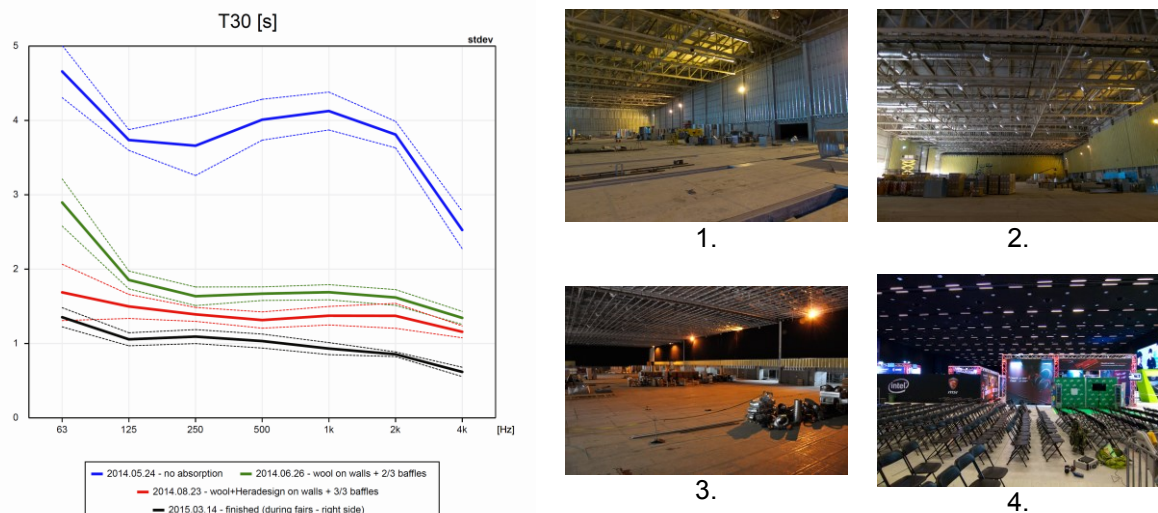 T30 [s]
stdev
5
4
3
2
1
0
63 125 250 500 1k 2k 4k [Hz]
2014.05.24 - no absorption 2014.06.26 - wool on walls + 2/3 baffles
2014.08.23 - wool+Heradesign on walls + 3/3 baffles
2015.03.14 - finished (during fairs - right side)
1.
2.
intel
msi
3.
4.